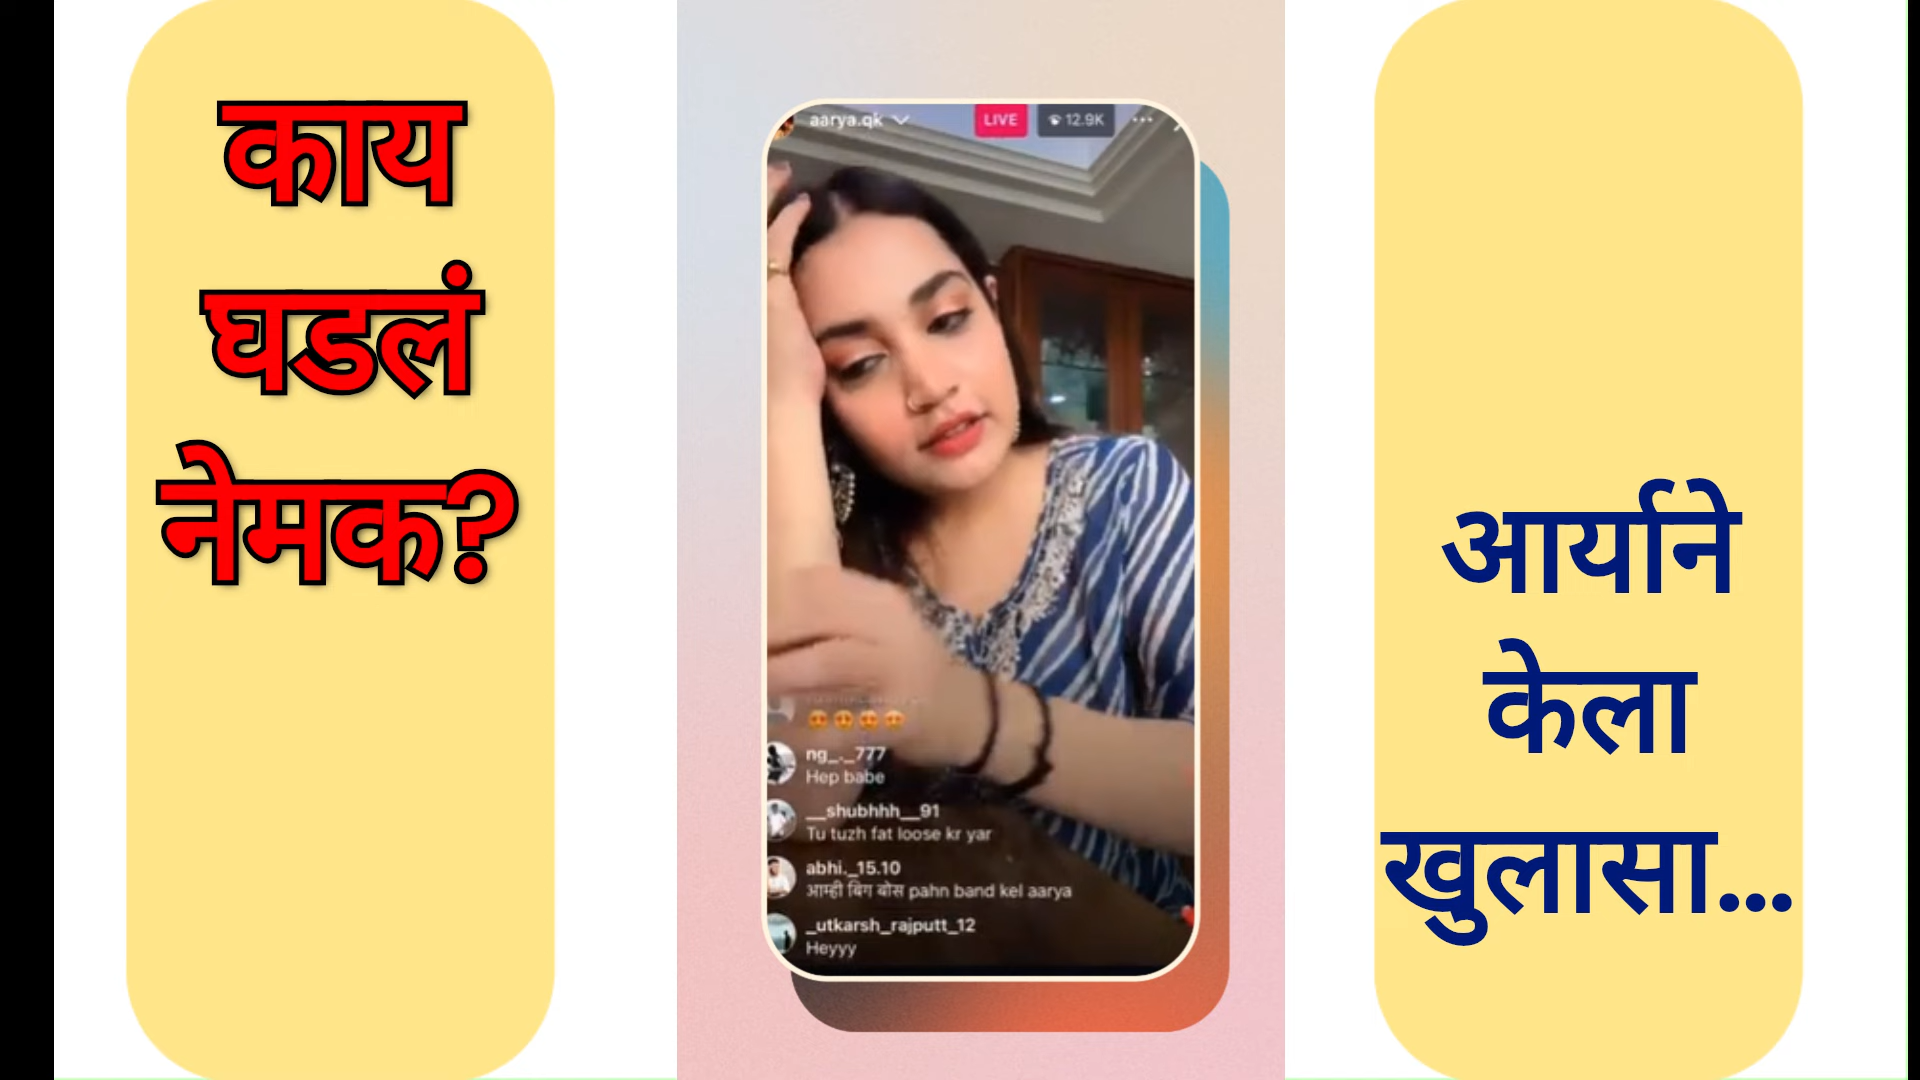 काय
घडलं
नेमक?
aarya.qk
LIVE
12.9K
😍 😍 😍 😍
ng_._777
Hep babe
__shubhhh__91
Tu tuzh fat loose kr yar
abhi._15.10
आम्ही बिग बोस pahn band kel aarya
_utkarsh_rajputt_12
Heyyy
आर्याने
केला
खुलासा...